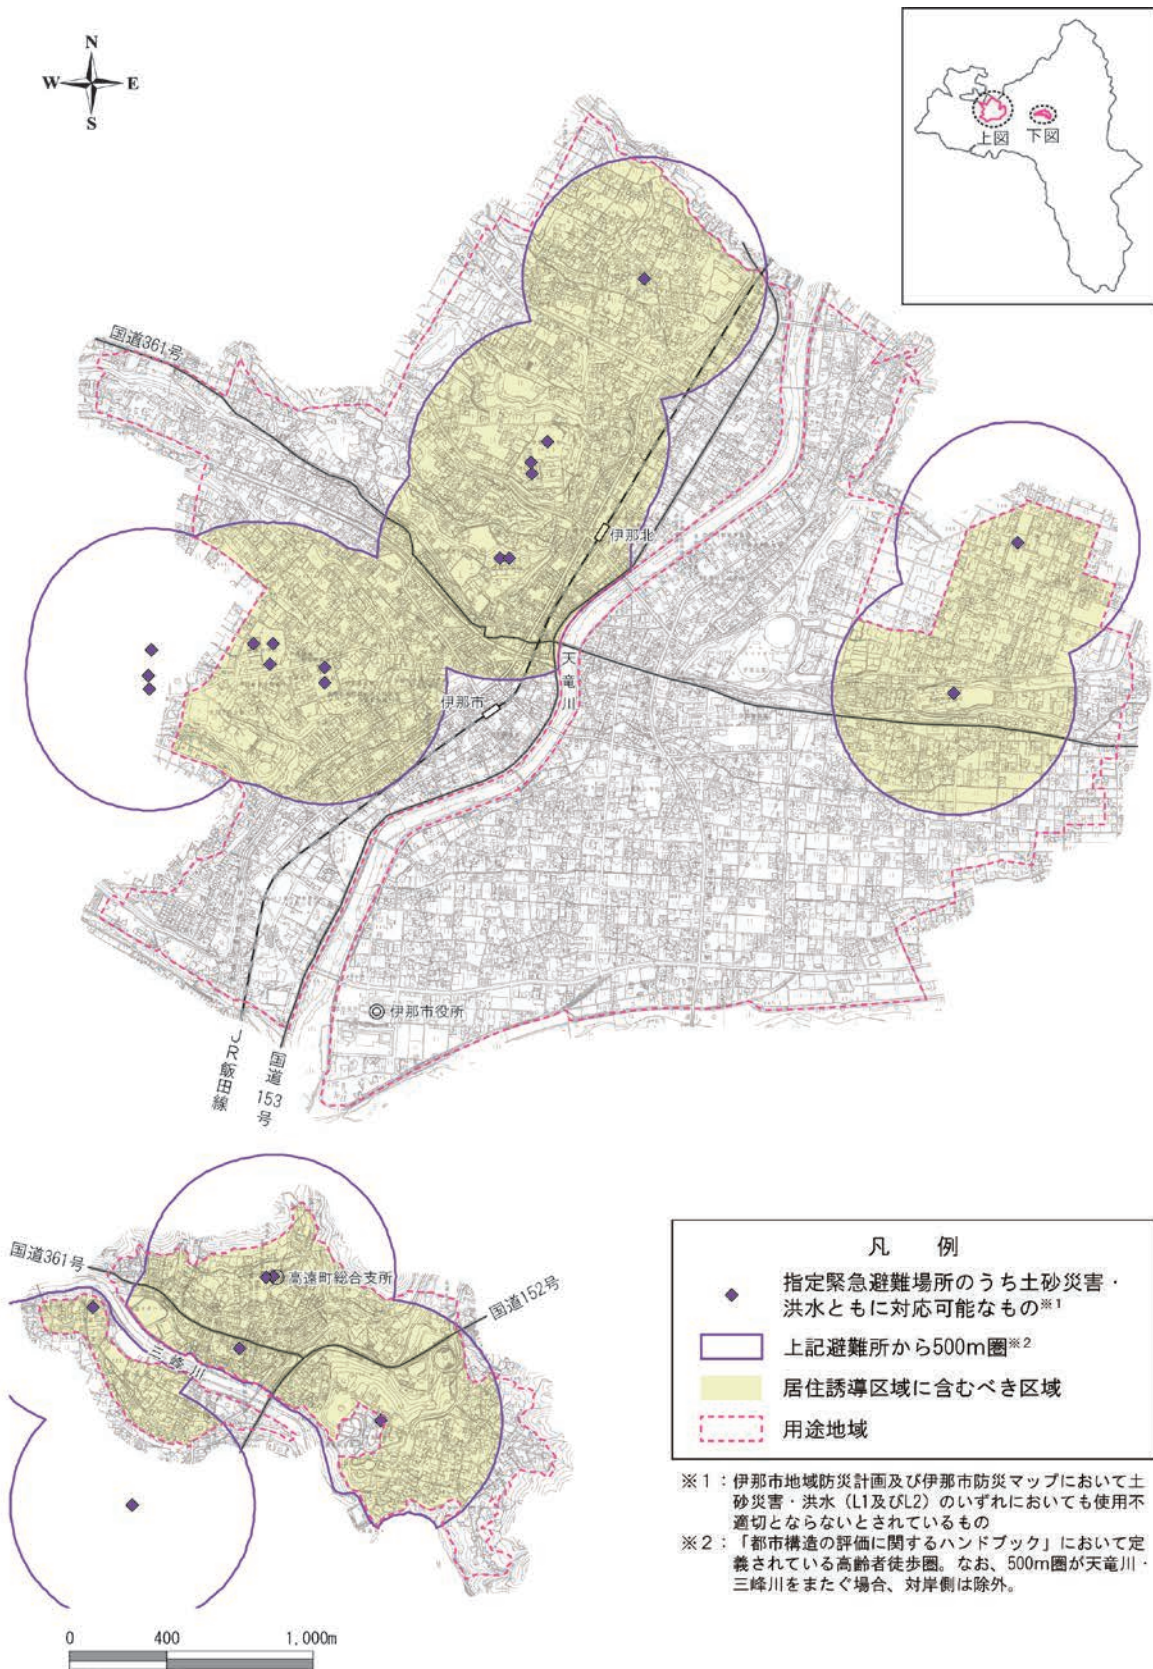 N
W E
S
上図 下図
国道361号
伊那北
天竜川
伊那市
伊那市役所
JR飯田線
国道153号
国道361号
高遠町総合支所
国道152号
三峰川
凡 例
指定緊急避難場所のうち土砂災害・
洪水ともに対応可能なもの※1
上記避難所から500m圏※2
居住誘導区域に含むべき区域
用途地域
※1:伊那市地域防災計画及び伊那市防災マップにおいて土
砂災害・洪水(L1及びL2)のいずれにおいても使用不
適切とならないとされているもの
※2:「都市構造の評価に関するハンドブック」において定
義されている高齢者徒歩圏。なお、500m圏が天竜川・
三峰川をまたぐ場合、対岸側は除外。
0 400 1,000m